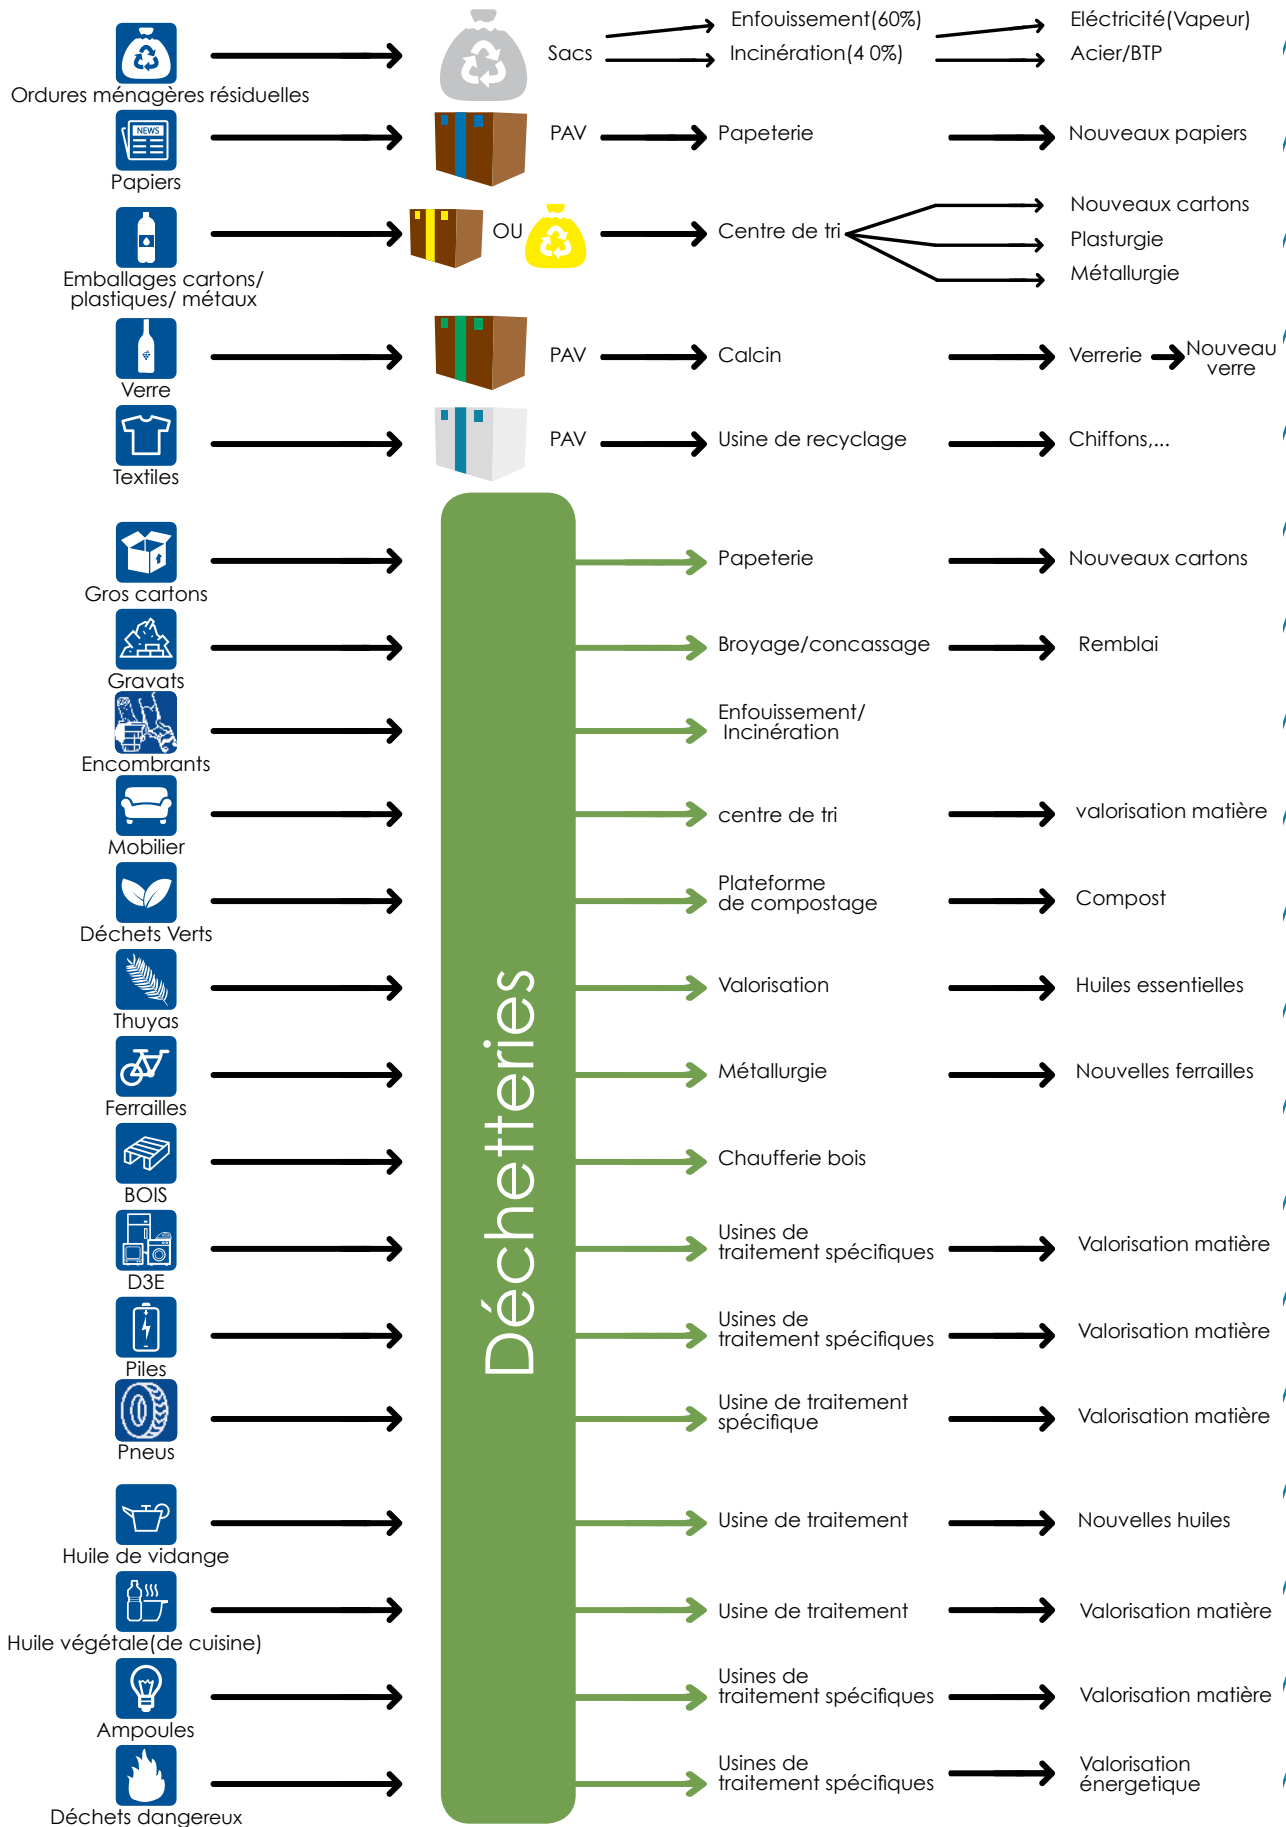 Enfouissement(60%)
Eléctricité(Vapeur)
Sacs
Incinération(4 0%)
Acier/BTP
Ordures ménagères résiduelles
NEWS
PAV
Papeterie
Nouveaux papiers
Papiers
OU
Centre de tri
Nouveaux cartons
Plasturgie
Métallurgie
Emballages cartons/
plastiques/ métaux
PAV
Calcin
Verrerie
Nouveau
verre
Verre
PAV
Usine de recyclage
Chiffons,...
Textiles
Déchetteries
Papeterie
Nouveaux cartons
Gros cartons
Broyage/concassage
Remblai
Gravats
Enfouissement/
Incinération
Encombrants
centre de tri
valorisation matière
Mobilier
Plateforme
de compostage
Compost
Déchets Verts
Valorisation
Huiles essentielles
Thuyas
Métallurgie
Nouvelles ferrailles
Ferrailles
Chaufferie bois
BOIS
Usines de
traitement spécifiques
Valorisation matière
D3E
Usines de
traitement spécifiques
Valorisation matière
Piles
Usine de traitement
spécifique
Valorisation matière
Pneus
Usine de traitement
Nouvelles huiles
Huile de vidange
Usine de traitement
Valorisation matière
Huile végétale(de cuisine)
Usines de
traitement spécifiques
Valorisation matière
Ampoules
Usines de
traitement spécifiques
Valorisation
énergetique
Déchets dangereux